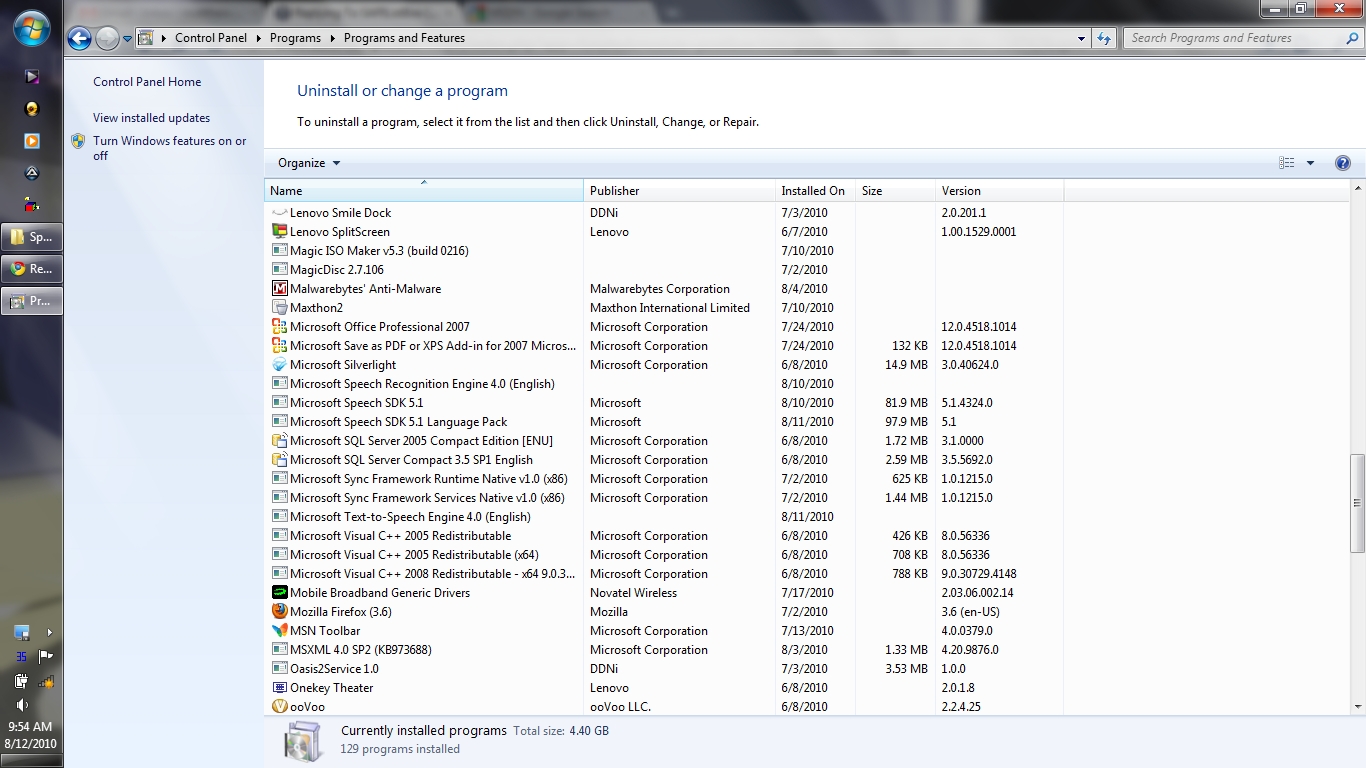 Control Panel Programs Programs and Features
Search Programs and Features
Control Panel Home
View installed updates
Turn Windows features on or
off
Uninstall or change a program
To uninstall a program, select it from the list and then click Uninstall, Change, or Repair.
Organize
Name Publisher Installed On Size Version
Lenovo Smile Dock DDNi 7/3/2010 2.0.201.1
Lenovo SplitScreen Lenovo 6/7/2010 1.00.1529.0001
Magic ISO Maker v5.3 (build 0216) 7/10/2010
MagicDisc 2.7.106 7/2/2010
Malwarebytes' Anti-Malware Malwarebytes Corporation 8/4/2010
Maxthon2 Maxthon International Limited 7/10/2010
Microsoft Office Professional 2007 Microsoft Corporation 7/24/2010 12.0.4518.1014
Microsoft Save as PDF or XPS Add-in for 2007 Micros... Microsoft Corporation 7/24/2010 132 KB 12.0.4518.1014
Microsoft Silverlight Microsoft Corporation 6/8/2010 14.9 MB 3.0.40624.0
Microsoft Speech Recognition Engine 4.0 (English) 8/10/2010
Microsoft Speech SDK 5.1 Microsoft 8/10/2010 81.9 MB 5.1.4324.0
Microsoft Speech SDK 5.1 Language Pack Microsoft 8/11/2010 97.9 MB 5.1
Microsoft SQL Server 2005 Compact Edition [ENU] Microsoft Corporation 6/8/2010 1.72 MB 3.1.0000
Microsoft SQL Server Compact 3.5 SP1 English Microsoft Corporation 6/8/2010 2.59 MB 3.5.5692.0
Microsoft Sync Framework Runtime Native v1.0 (x86) Microsoft Corporation 7/2/2010 625 KB 1.0.1215.0
Microsoft Sync Framework Services Native v1.0 (x86) Microsoft Corporation 7/2/2010 1.44 MB 1.0.1215.0
Microsoft Text-to-Speech Engine 4.0 (English) 8/11/2010
Microsoft Visual C++ 2005 Redistributable Microsoft Corporation 6/8/2010 426 KB 8.0.56336
Microsoft Visual C++ 2005 Redistributable (x64) Microsoft Corporation 6/8/2010 708 KB 8.0.56336
Microsoft Visual C++ 2008 Redistributable - x64 9.0.3... Microsoft Corporation 6/8/2010 788 KB 9.0.30729.4148
Mobile Broadband Generic Drivers Novatel Wireless 7/17/2010 2.03.06.002.14
Mozilla Firefox (3.6) Mozilla 7/2/2010 3.6 (en-US)
MSN Toolbar Microsoft Corporation 7/13/2010 4.0.0379.0
MSXML 4.0 SP2 (KB973688) Microsoft Corporation 8/3/2010 1.33 MB 4.20.9876.0
Oasis2Service 1.0 DDNi 7/3/2010 3.53 MB 1.0.0
Onekey Theater Lenovo 6/8/2010 2.0.1.8
ooVoo ooVoo LLC. 6/8/2010 2.2.4.25
Currently installed programs Total size: 4.40 GB
129 programs installed
Sp...
Re...
Pr...
35
9:54 AM
8/12/2010